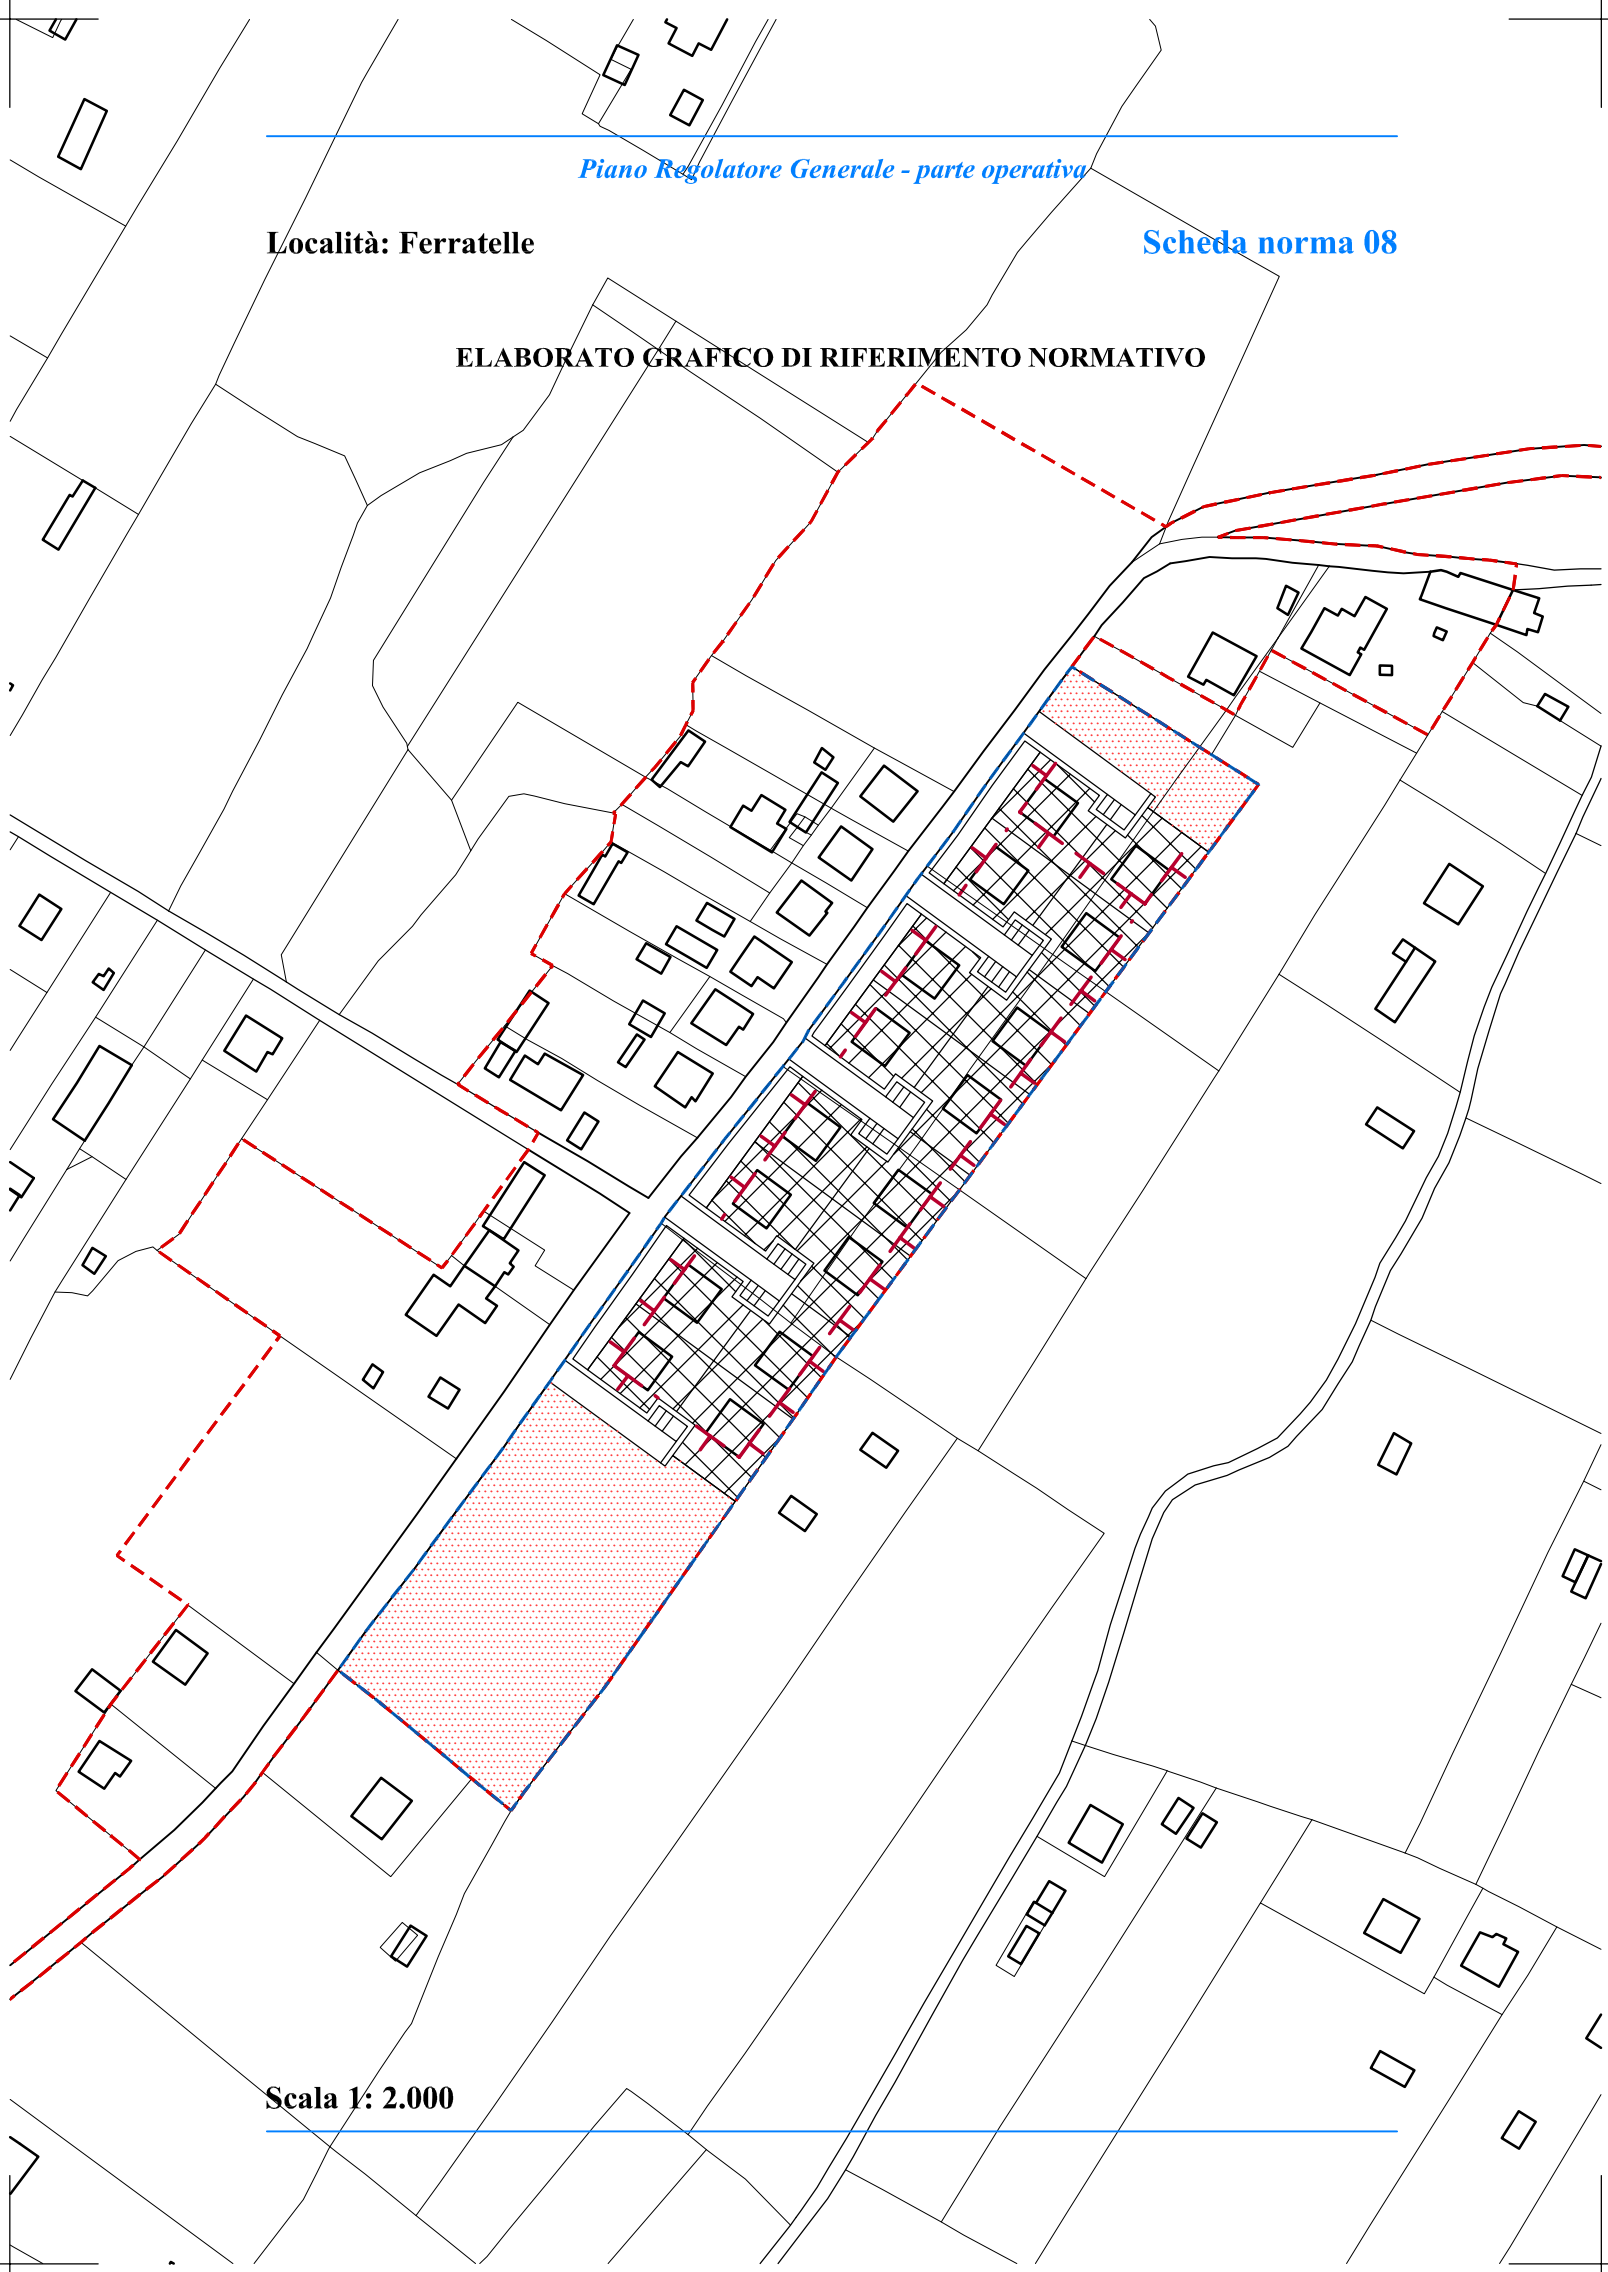 Piano Regolatore Generale - parte operativa
Località: Ferratelle
Scheda norma 08
ELABORATO GRAFICO DI RIFERIMENTO NORMATIVO
Scala 1: 2.000